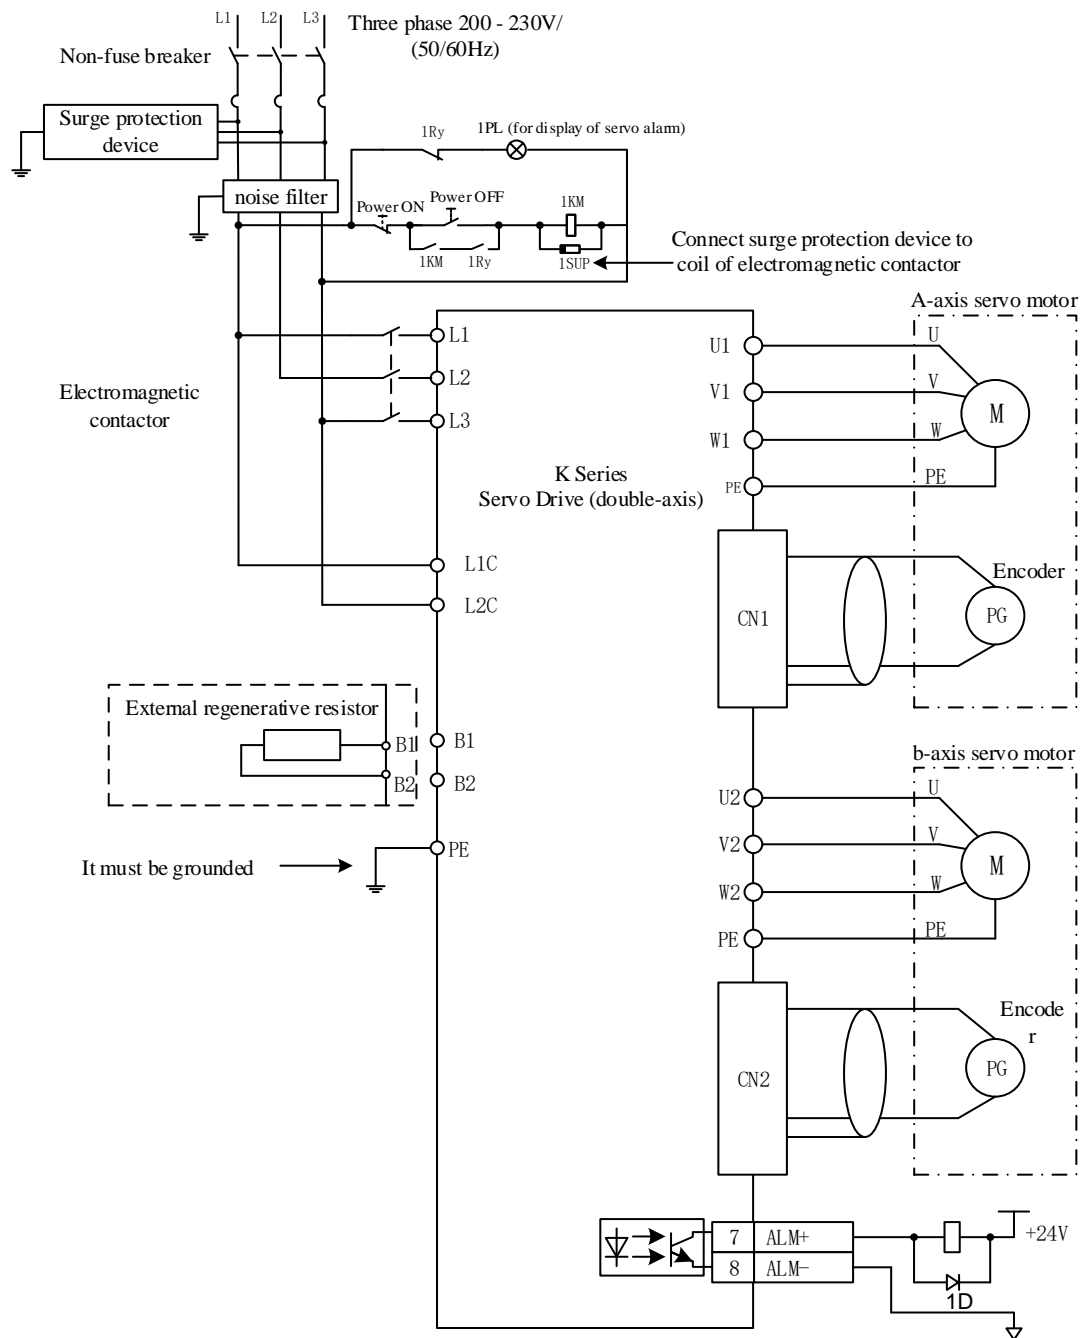 L1 L2 L3
Three phase 200 - 230V/
(50/60Hz)
Non-fuse breaker
Surge protection
device
1Ry
1PL (for display of servo alarm)
noise filter
Power ON
Power OFF
1KM
1KM
1Ry
1SUP
Connect surge protection device to
coil of electromagnetic contactor
A-axis servo motor
L1
U1
U
L2
V1
V
M
Electromagnetic
contactor
L3
W1
W
K Series
Servo Drive (double-axis)
PE
PE
L1C
Encoder
L2C
CN1
PG
External regenerative resistor
B1
B2
B1
B2
b-axis servo motor
U2
U
V2
V
M
It must be grounded
PE
W2
W
PE
PE
Encode
r
CN2
PG
7 ALM+
+24V
8 ALM-
1D